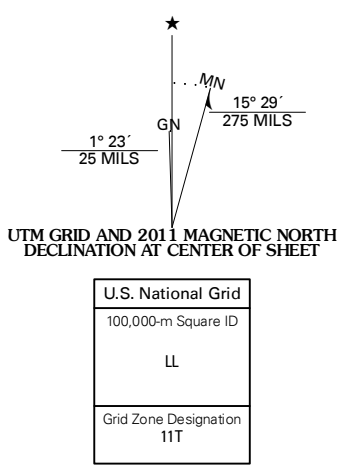 ★
MN
15° 29´
275 MILS
GN
1° 23´
25 MILS
UTM GRID AND 2011 MAGNETIC NORTH
DECLINATION AT CENTER OF SHEET
U.S. National Grid
100,000-m Square ID
LL
Grid Zone Designation
11T